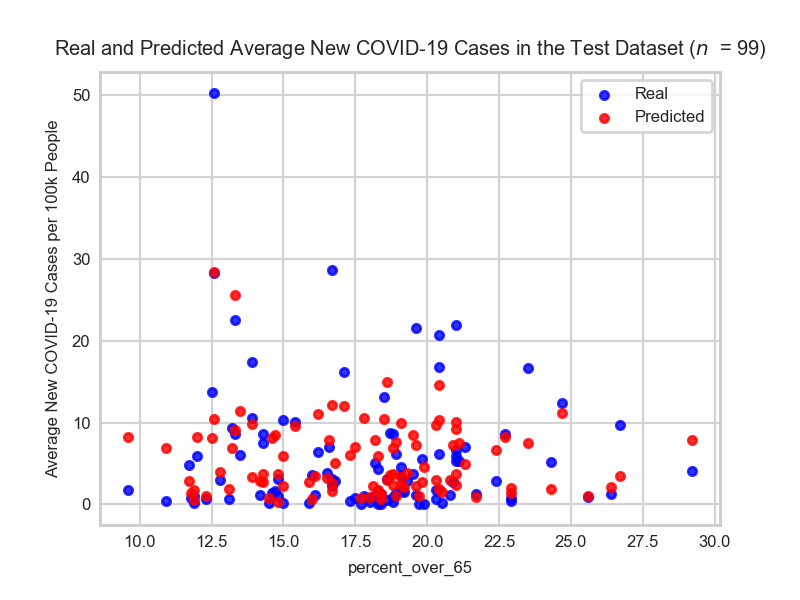 Real and Predicted Average New COVID-19 Cases in the Test Dataset (n = 99)
Average New COVID-19 Cases per 100k People
50
40
30
20
10
0
Real
Predicted
10.0 12.5 15.0 17.5 20.0 22.5 25.0 27.5 30.0
percent_over_65